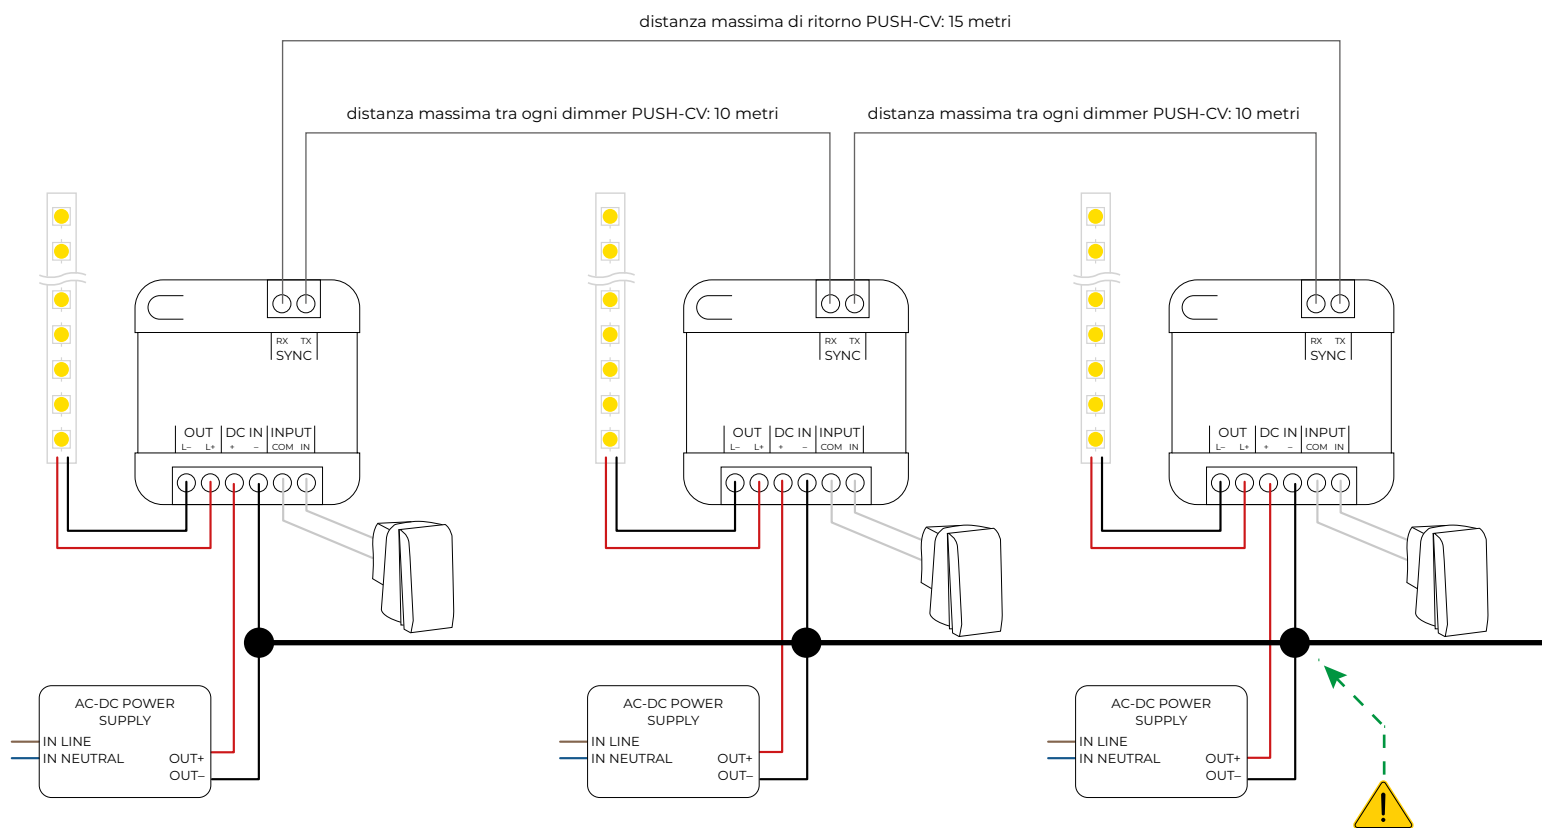 distanza massima di ritorno PUSH-CV: 15 metri
distanza massima tra ogni dimmer PUSH-CV: 10 metri
distanza massima tra ogni dimmer PUSH-CV: 10 metri
RX TX
SYNC
RX TX
SYNC
RX TX
SYNC
OUT DC IN INPUT
L– L+ + – COM IN
OUT DC IN INPUT
L– L+ + – COM IN
OUT DC IN INPUT
L– L+ + – COM IN
AC-DC POWER
SUPPLY
IN LINE
IN NEUTRAL OUT+
OUT–
AC-DC POWER
SUPPLY
IN LINE
IN NEUTRAL OUT+
OUT–
AC-DC POWER
SUPPLY
IN LINE
IN NEUTRAL OUT+
OUT–
!